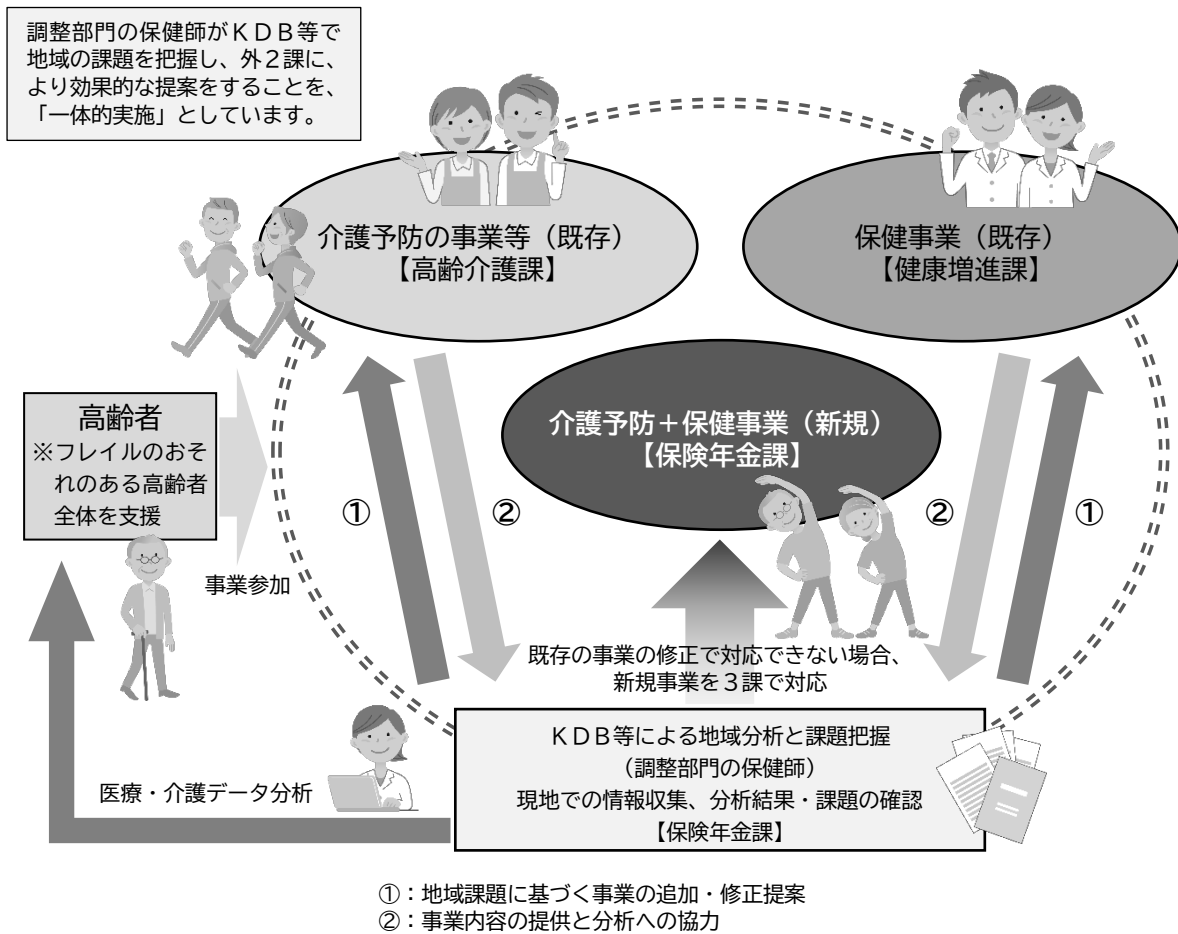 調整部門の保健師がＫＤＢ等で
地域の課題を把握し、外２課に、
より効果的な提案をすることを、
「一体的実施」としています。
介護予防の事業等（既存）
【高齢介護課】
保健事業（既存）
【健康増進課】
介護予防＋保健事業（新規）
【保険年金課】
高齢者
※フレイルのおそ
れのある高齢者
全体を支援
①
②
②
①
事業参加
既存の事業の修正で対応できない場合、
新規事業を３課で対応
ＫＤＢ等による地域分析と課題把握
（調整部門の保健師）
現地での情報収集、分析結果・課題の確認
【保険年金課】
医療・介護データ分析
①：地域課題に基づく事業の追加・修正提案
②：事業内容の提供と分析への協力